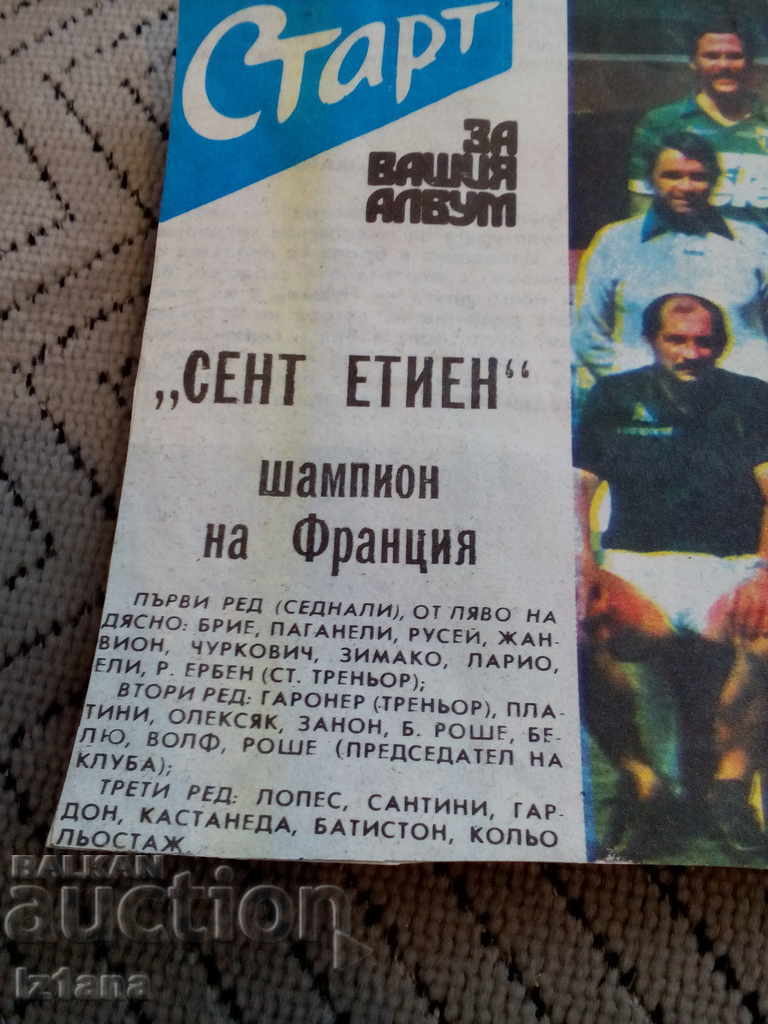 Старт
ЗА
ВАШИЯ
АЛБУМ
„СЕНТ ЕТИЕН“
шампион
на Франция
ПЪРВИ РЕД (СЕДНАЛИ), ОТ ЛЯВО НА
ДЯСНО: БРИЕ, ПАГАНЕЛИ, РУСЕЙ, ЖАН-
ВИОН, ЧУРКОВИЧ, ЗИМАКО, ЛАРИО,
ЕЛИ, Р. ЕРБЕН (СТ. ТРЕНЬОР);
ВТОРИ РЕД: ГАРОНЕР (ТРЕНЬОР), ПЛА-
ТИНИ, ОЛЕКСЯК, ЗАНОН, Б. РОШЕ, БЕ-
ЛЮ, ВОЛФ, РОШЕ (ПРЕДСЕДАТЕЛ НА
КЛУБА);
ТРЕТИ РЕД: ЛОПЕС, САНТИНИ, ГАР-
ДОН, КАСТАНЕДА, БАТИСТОН, КОЛЬО
ЛЬОСТАЖ.
BALKAN
auction
Iz1ana